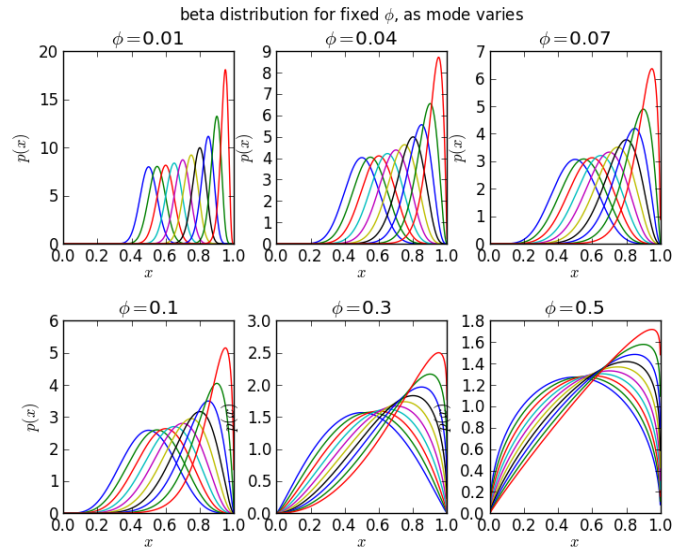 beta distribution for fixed ϕ, as mode varies
ϕ=0.01
20
15
10
5
0
p(x)
0.0 0.2 0.4 0.6 0.8 1.0
x
ϕ=0.04
9
8
7
6
5
4
3
2
1
0
p(x)
0.0 0.2 0.4 0.6 0.8 1.0
x
ϕ=0.07
7
6
5
4
3
2
1
0
p(x)
0.0 0.2 0.4 0.6 0.8 1.0
x
ϕ=0.1
6
5
4
3
2
1
0
p(x)
0.0 0.2 0.4 0.6 0.8 1.0
x
ϕ=0.3
3.0
2.5
2.0
1.5
1.0
0.5
0.0
p(x)
0.0 0.2 0.4 0.6 0.8 1.0
x
ϕ=0.5
1.8
1.6
1.4
1.2
1.0
0.8
0.6
0.4
0.2
0.0
p(x)
0.0 0.2 0.4 0.6 0.8 1.0
x